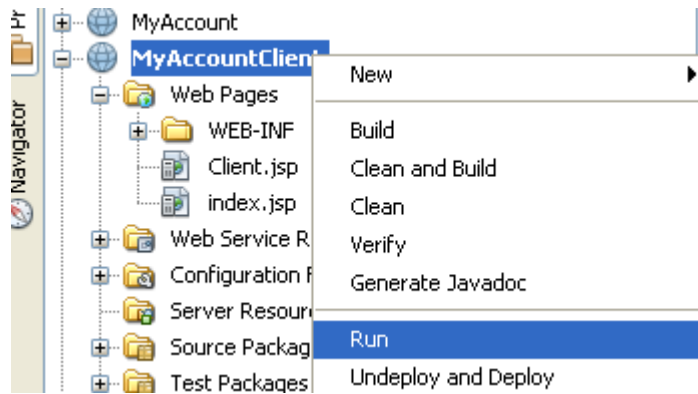 Pr
MyAccount
MyAccountClient
Web Pages
WEB-INF
Client.jsp
index.jsp
Web Service R
Configuration F
Server Resour
Source Packag
Test Packages
Navigator
New
Build
Clean and Build
Clean
Verify
Generate Javadoc
Run
Undeploy and Deploy